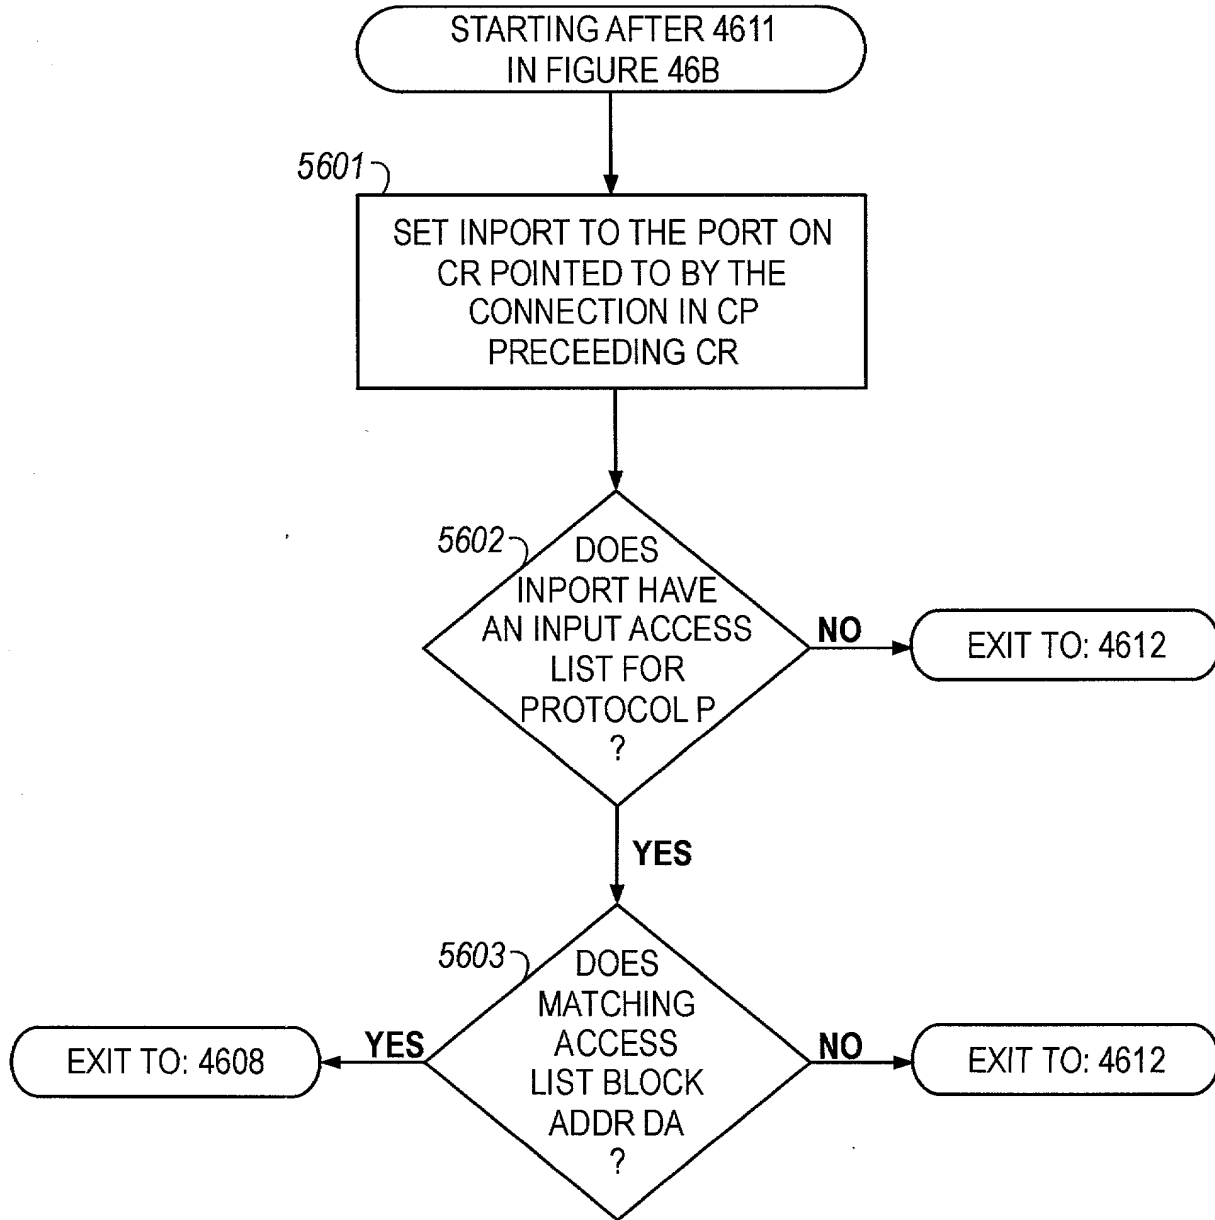 STARTING AFTER 4611
IN FIGURE 46B
5601
SET INPORT TO THE PORT ON
CR POINTED TO BY THE
CONNECTION IN CP
PRECEEDING CR
5602
DOES
INPORT HAVE
AN INPUT ACCESS
LIST FOR
PROTOCOL P
?
NO
EXIT TO: 4612
YES
5603
DOES
MATCHING
ACCESS
LIST BLOCK
ADDR DA
?
YES
EXIT TO: 4608
NO
EXIT TO: 4612